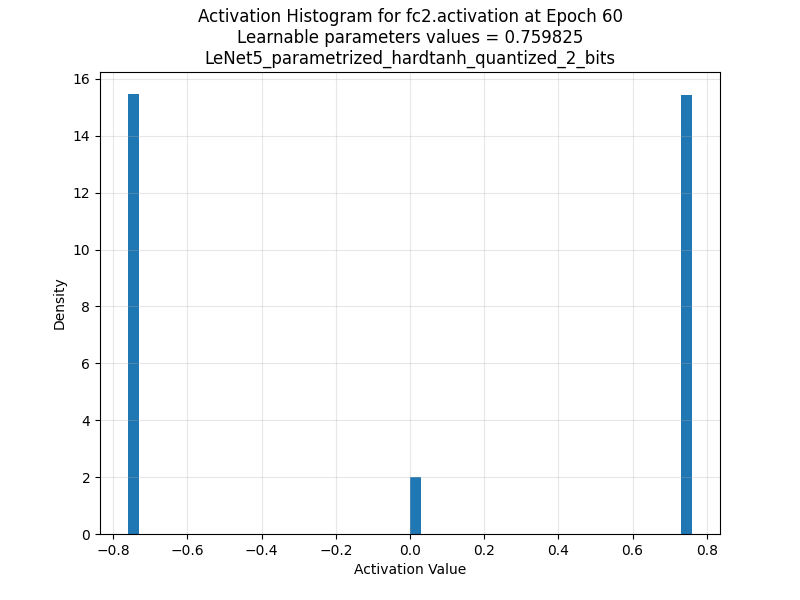 Activation Histogram for fc2.activation at Epoch 60
Learnable parameters values = 0.759825
LeNet5_parametrized_hardtanh_quantized_2_bits
16
14
12
10
8
6
4
2
0
Density
−0.8 −0.6 −0.4 −0.2 0.0 0.2 0.4 0.6 0.8
Activation Value